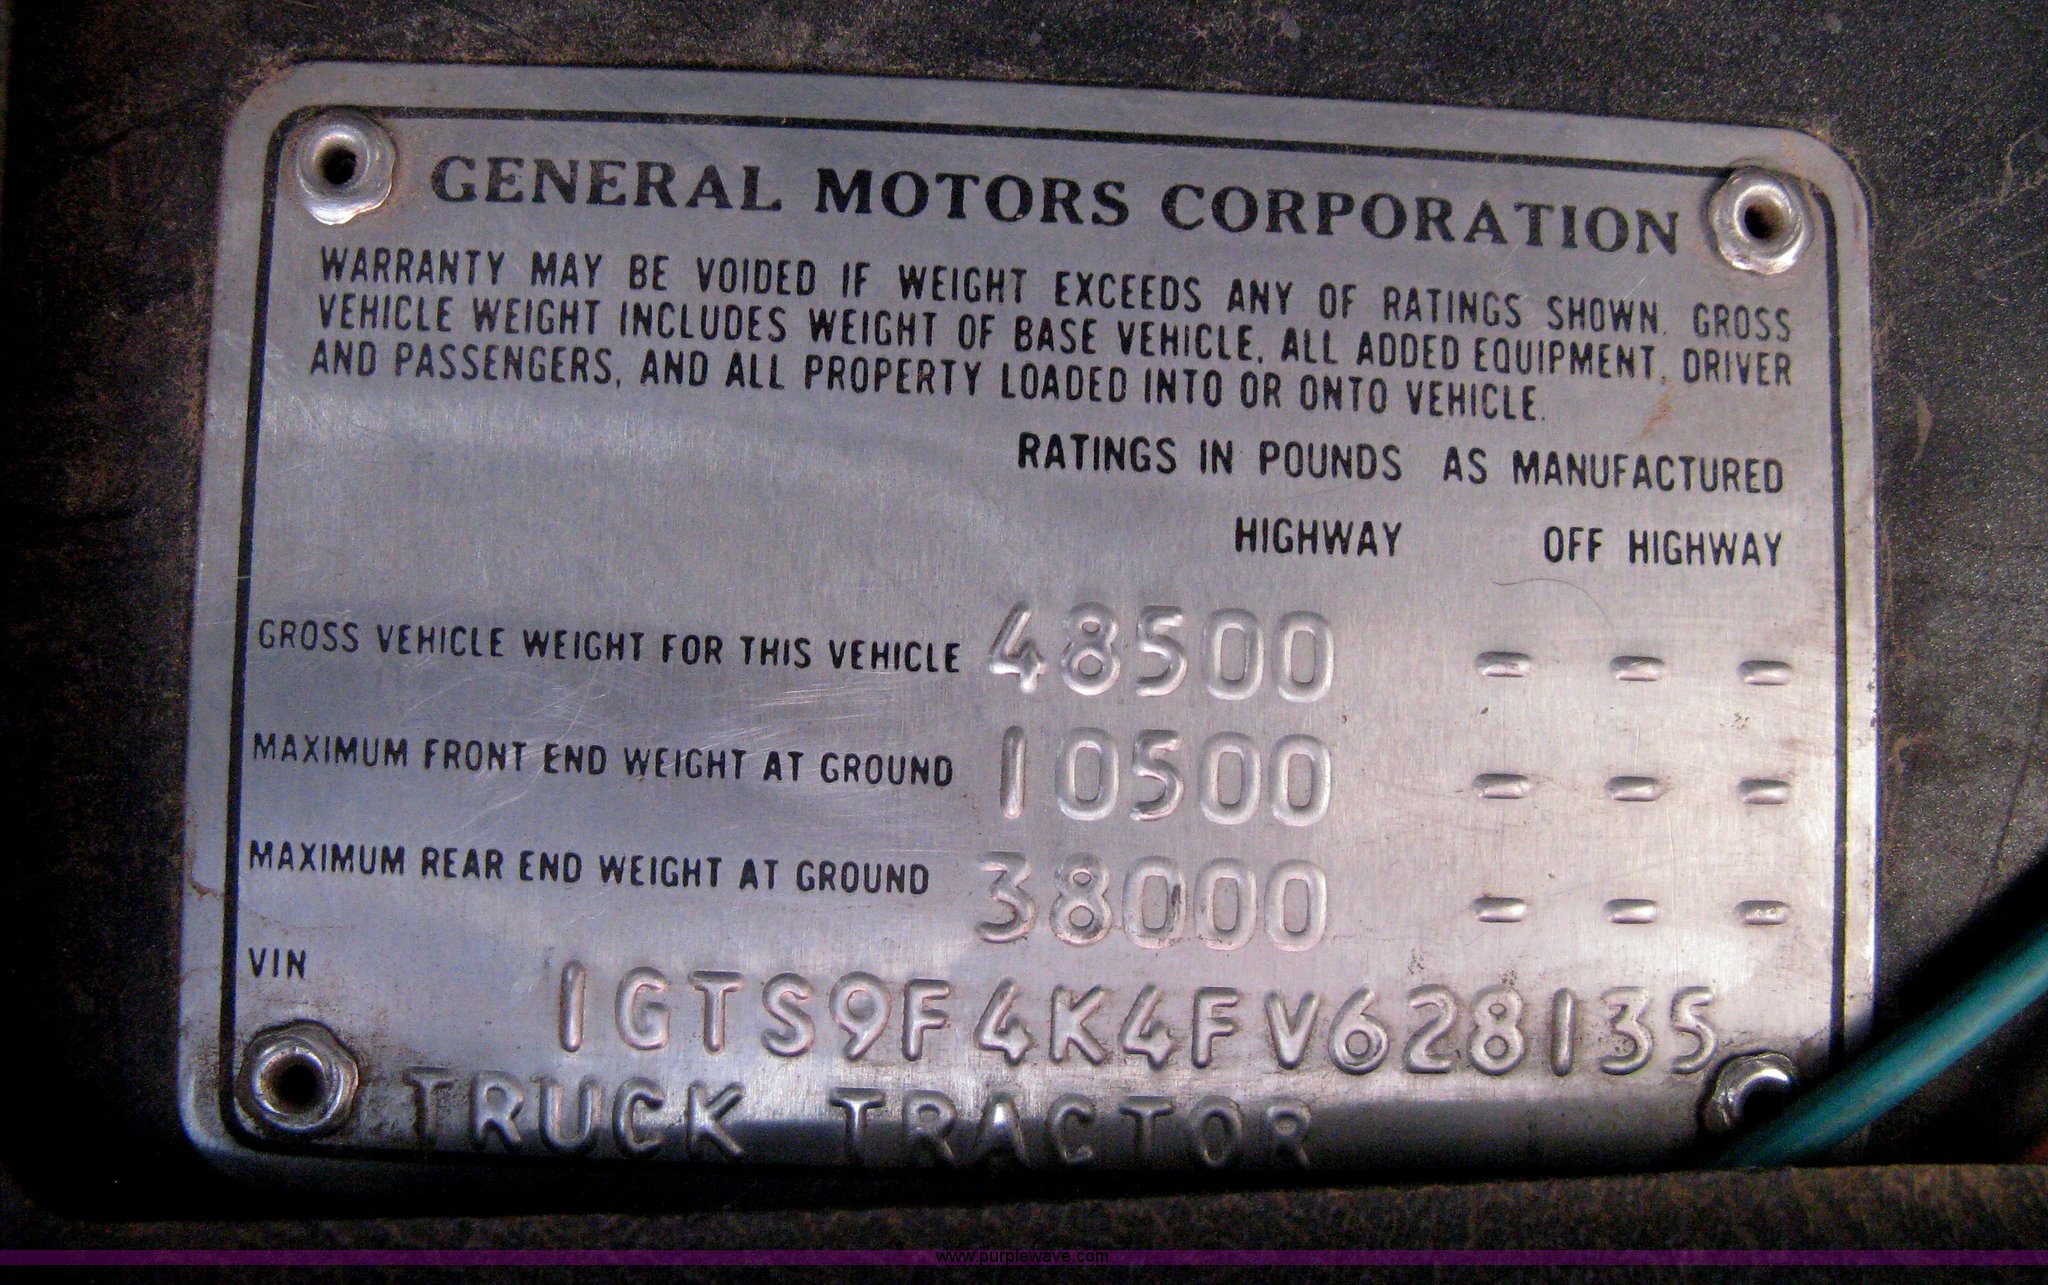 GENERAL MOTORS CORPORATION
WARRANTY MAY BE VOIDED IF WEIGHT EXCEEDS ANY OF RATINGS SHOWN. GROSS
VEHICLE WEIGHT INCLUDES WEIGHT OF BASE VEHICLE, ALL ADDED EQUIPMENT, DRIVER
AND PASSENGERS, AND ALL PROPERTY LOADED INTO OR ONTO VEHICLE.
RATINGS IN POUNDS AS MANUFACTURED
HIGHWAY OFF HIGHWAY
GROSS VEHICLE WEIGHT FOR THIS VEHICLE 48500 - - -
MAXIMUM FRONT END WEIGHT AT GROUND 10500 - - -
MAXIMUM REAR END WEIGHT AT GROUND 38000 - - -
VIN 1GTS9F4K4FV628135
TRUCK TRACTOR
www.purplewave.com